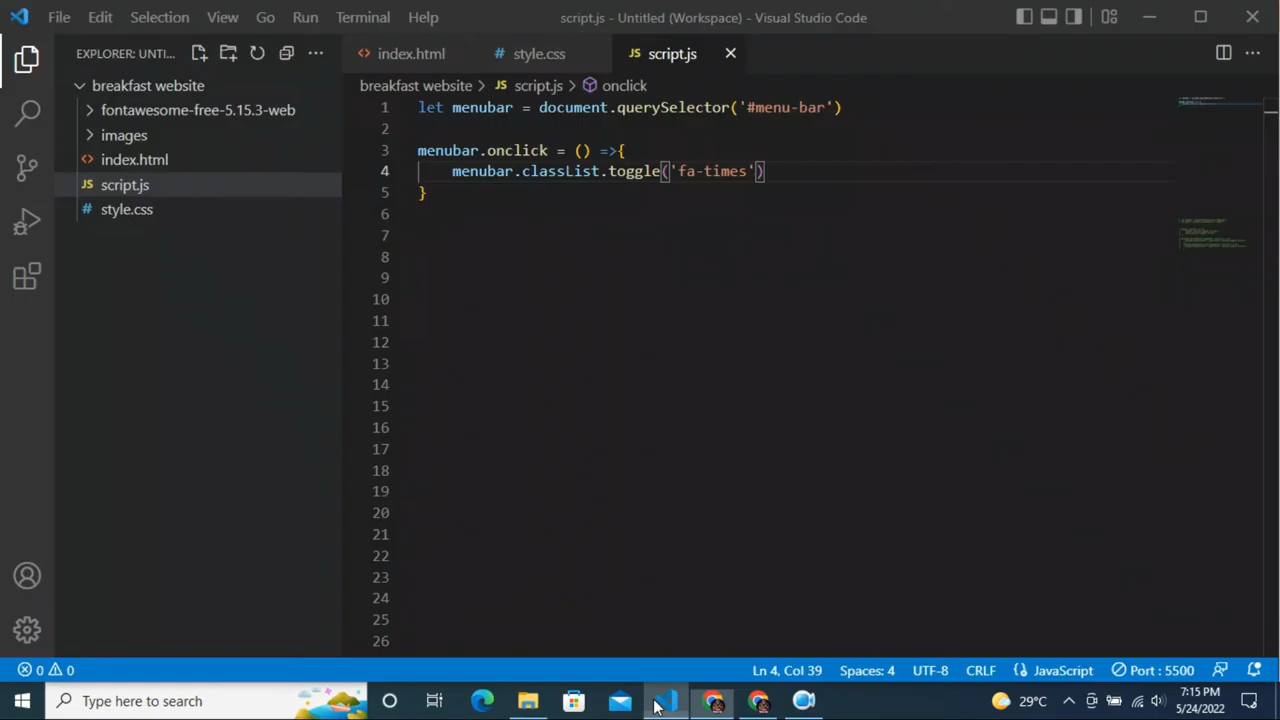 File Edit Selection View Go Run Terminal Help script.js - Untitled (Workspace) - Visual Studio Code
EXPLORER: UNTI...
index.html
# style.css
JS script.js
breakfast website
fontawesome-free-5.15.3-web
images
index.html
JS script.js
# style.css
breakfast website > JS script.js > onclick
1 let menubar = document.querySelector('#menu-bar')
2
3 menubar.onclick = () =>{
4 menubar.classList.toggle('fa-times')
5 }
6
7
8
9
10
11
12
13
14
15
16
17
18
19
20
21
22
23
24
25
26
0 0
Ln 4, Col 39 Spaces: 4 UTF-8 CRLF JavaScript Port : 5500
Type here to search
29°C
7:15 PM
5/24/2022